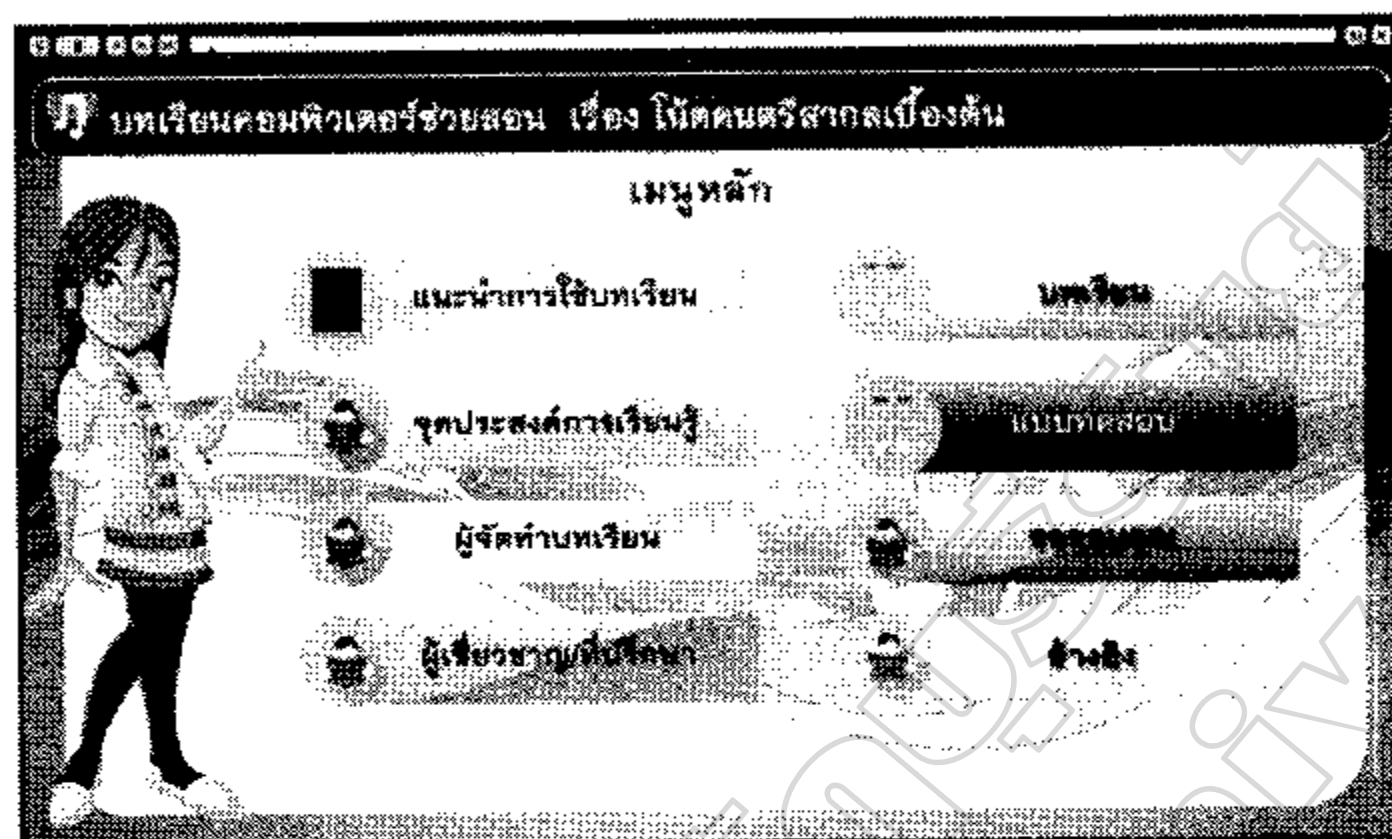 บทเรียนคอมพิวเตอร์ช่วยสอน เรื่อง โน้ตดนตรีสากลเบื้องต้น
เมนูหลัก
แนะนำการใช้บทเรียน
บทเรียน
จุดประสงค์การเรียนรู้
แบบทดสอบ
ผู้จัดทำบทเรียน
ผู้เชี่ยวชาญ/ที่ปรึกษา
อ้างอิง